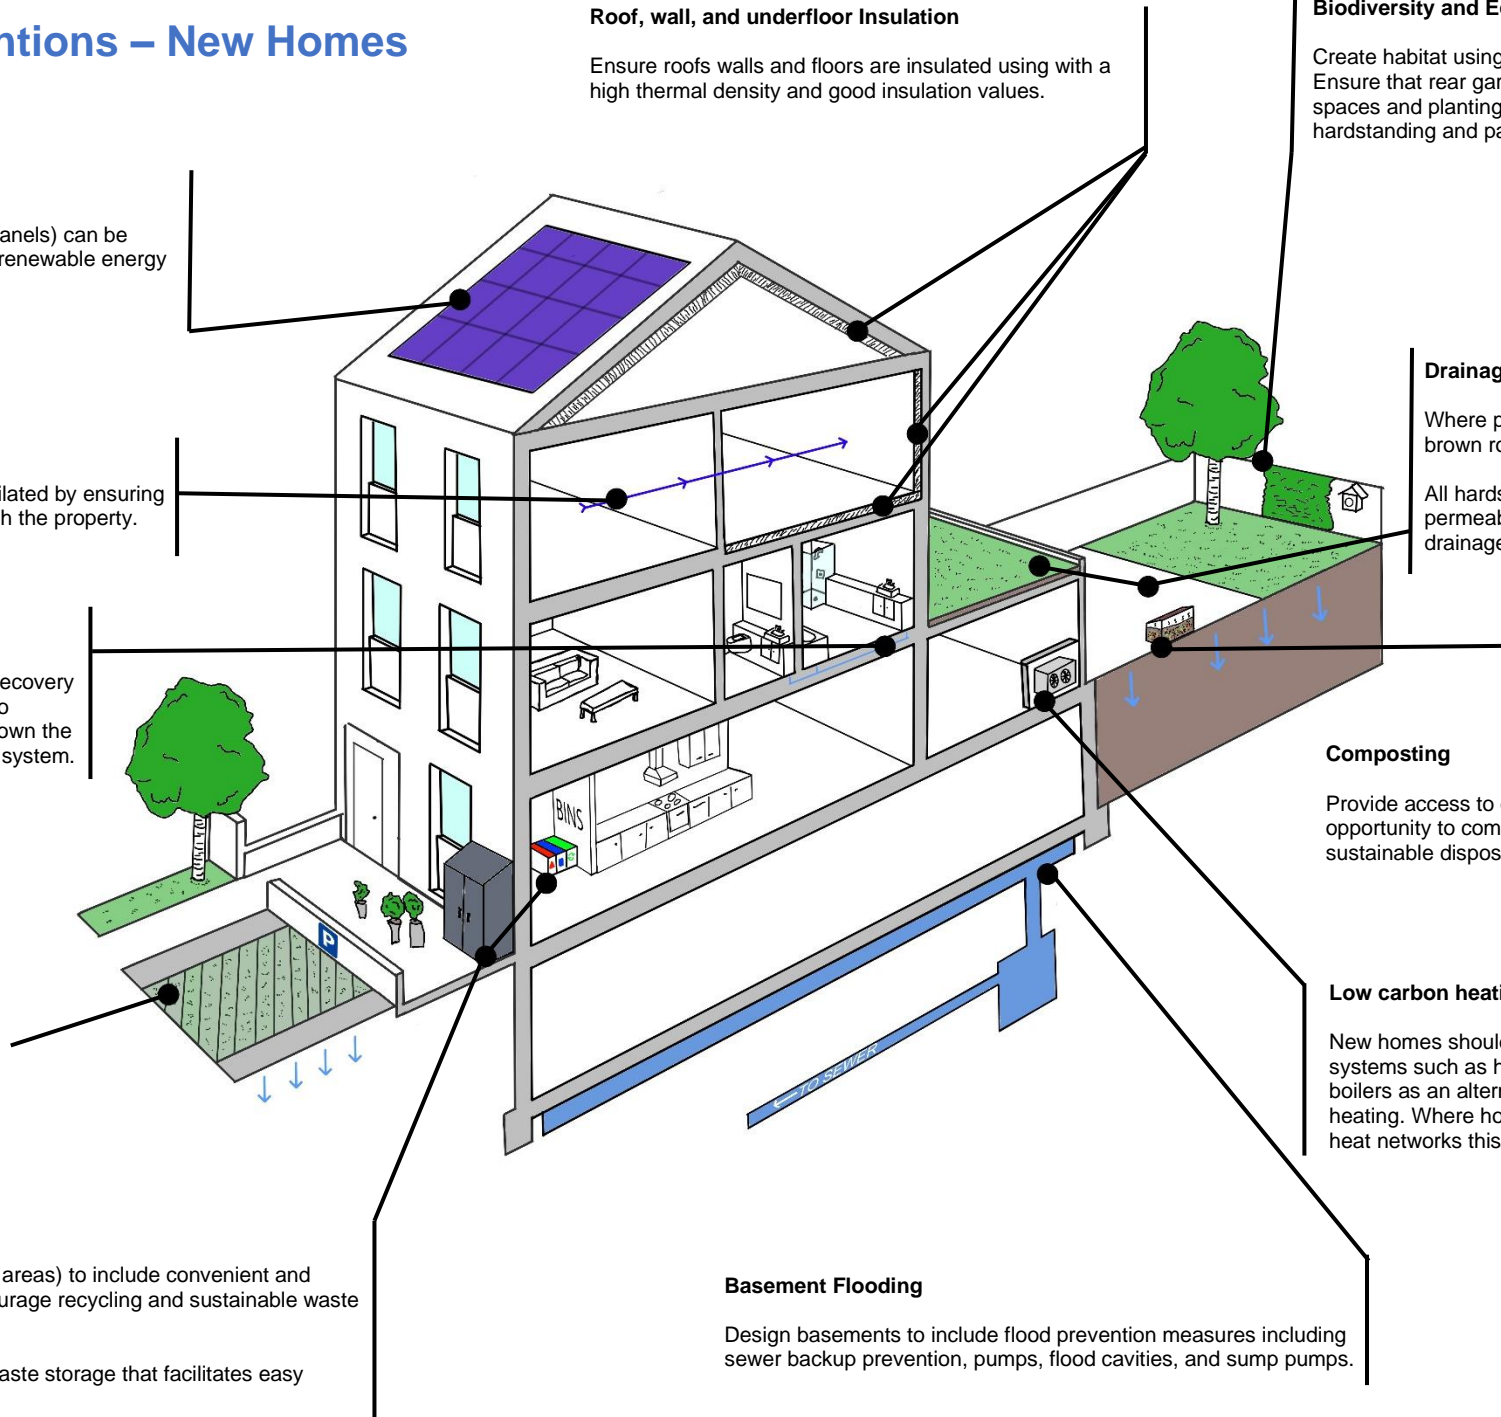 ntions – New Homes
Roof, wall, and underfloor Insulation
Ensure roofs walls and floors are insulated using with a
high thermal density and good insulation values.
Biodiversity and E
Create habitat using
Ensure that rear gar
spaces and planting
hardstanding and pa
anels) can be
renewable energy
Drainag
Where p
brown ro
All hards
permeab
drainage
ilated by ensuring
h the property.
ecovery
o
own the
system.
BINS
P
Composting
Provide access to
opportunity to com
sustainable dispos
Low carbon heati
New homes should
systems such as h
boilers as an altern
heating. Where ho
heat networks this
←TO SEWER
areas) to include convenient and
urage recycling and sustainable waste
aste storage that facilitates easy
Basement Flooding
Design basements to include flood prevention measures including
sewer backup prevention, pumps, flood cavities, and sump pumps.